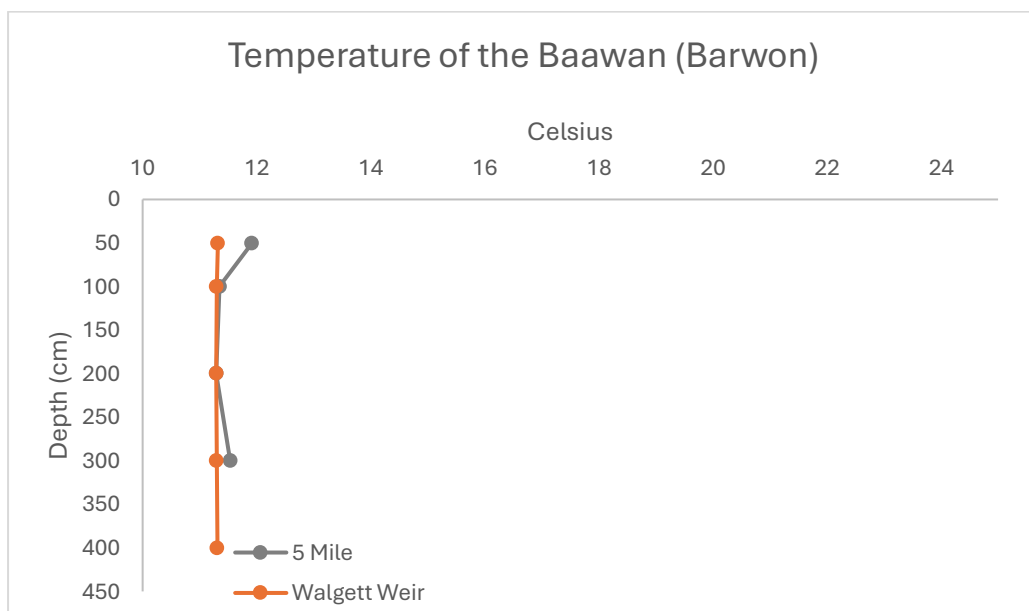 Temperature of the Baawan (Barwon)
Celsius
10 12 14 16 18 20 22 24
0
50
100
150
200
250
300
350
400
450
Depth (cm)
5 Mile
Walgett Weir